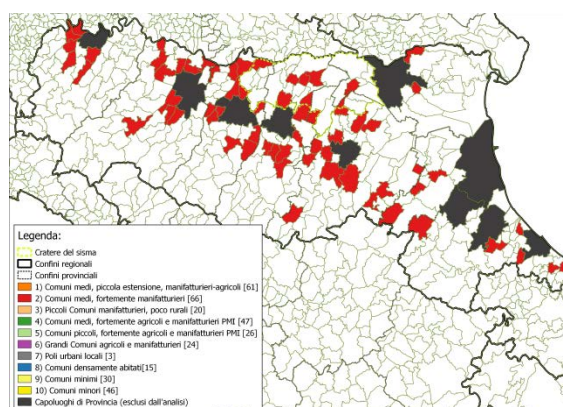 Legenda:
Cratere del sisma
Confini regionali
Confini provinciali
1) Comuni medi, piccola estensione, manifatturieri-agricoli [61]
2) Comuni medi, fortemente manifatturieri [66]
3) Piccoli Comuni manifatturieri, poco rurali [20]
4) Comuni medi, fortemente agricoli e manifatturieri PMI [47]
5) Comuni piccoli, fortemente agricoli e manifatturieri PMI [26]
6) Grandi Comuni agricoli e manifatturieri [24]
7) Poli urbani locali [3]
8) Comuni densamente abitati[15]
9) Comuni minimi [30]
10) Comuni minori [46]
Capoluoghi di Provincia (esclusi dall'analisi)